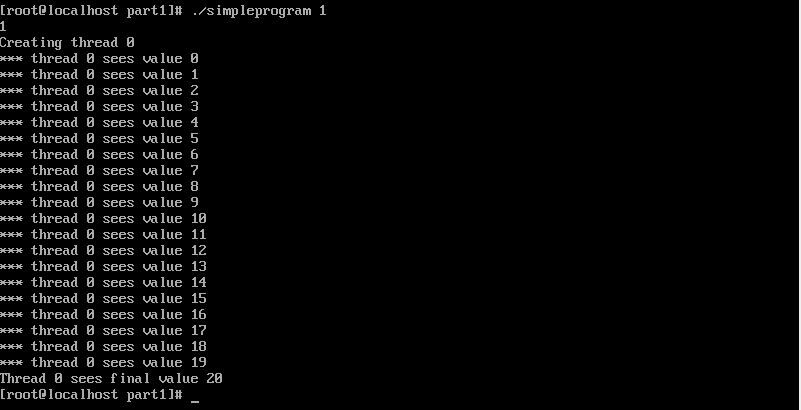 [root@localhost part1]# ./simpleprogram 1
1
Creating thread 0
*** thread 0 sees value 0
*** thread 0 sees value 1
*** thread 0 sees value 2
*** thread 0 sees value 3
*** thread 0 sees value 4
*** thread 0 sees value 5
*** thread 0 sees value 6
*** thread 0 sees value 7
*** thread 0 sees value 8
*** thread 0 sees value 9
*** thread 0 sees value 10
*** thread 0 sees value 11
*** thread 0 sees value 12
*** thread 0 sees value 13
*** thread 0 sees value 14
*** thread 0 sees value 15
*** thread 0 sees value 16
*** thread 0 sees value 17
*** thread 0 sees value 18
*** thread 0 sees value 19
Thread 0 sees final value 20
[root@localhost part1]# _